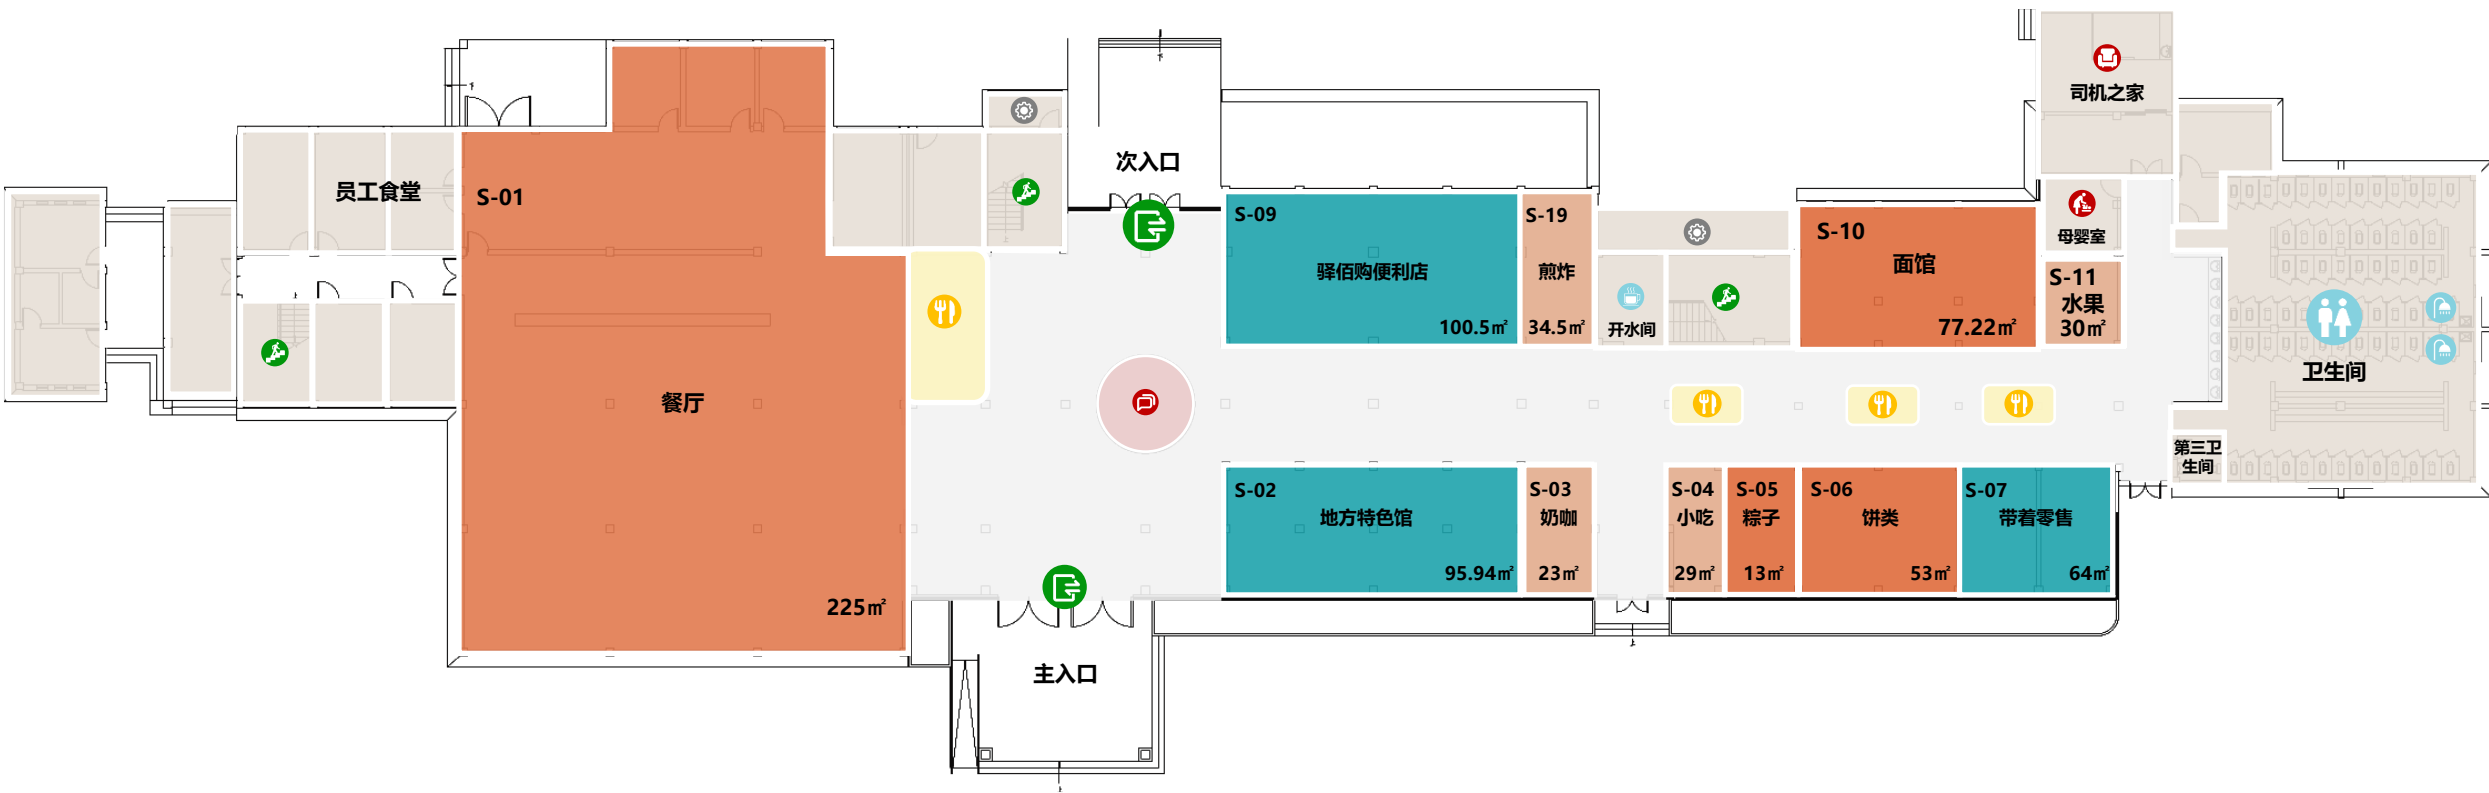 司机之家
次入口
员工食堂
S-01
S-09
驿佰购便利店
100.5㎡
S-19
煎炸
34.5㎡
开水间
S-10
面馆
77.22㎡
母婴室
S-11
水果
30㎡
卫生间
餐厅
225㎡
第三卫
生间
S-02
地方特色馆
95.94㎡
S-03
奶咖
23㎡
S-04
小吃
29㎡
S-05
粽子
13㎡
S-06
饼类
53㎡
S-07
带着零售
64㎡
主入口